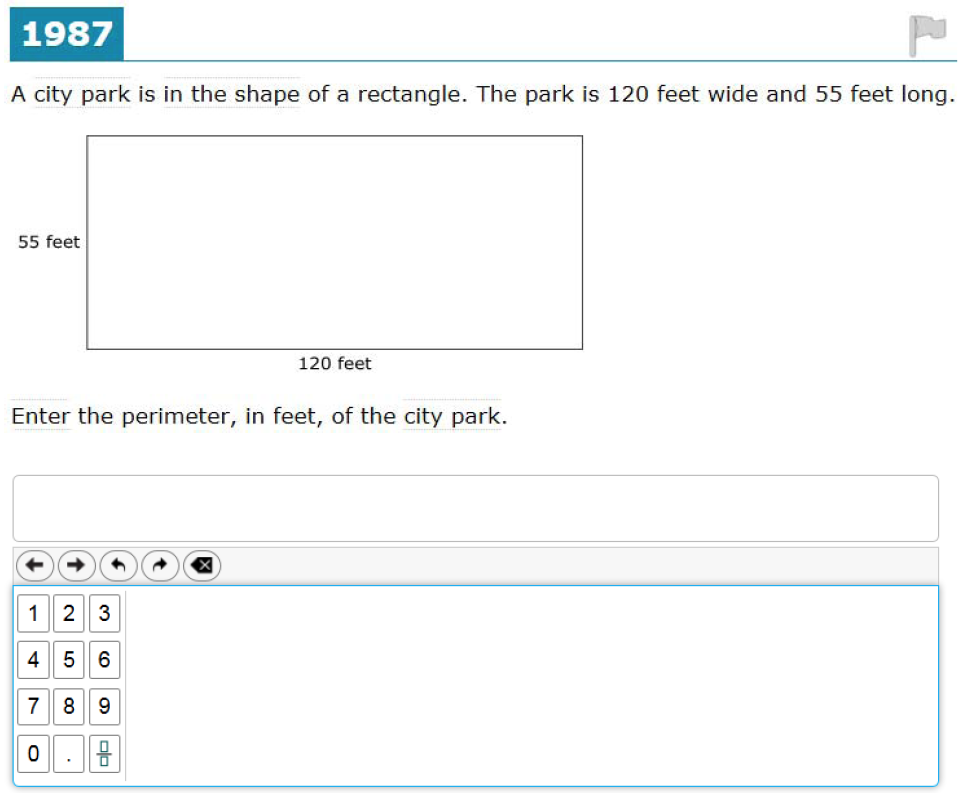 1987
A city park is in the shape of a rectangle. The park is 120 feet wide and 55 feet long.
55 feet
120 feet
Enter the perimeter, in feet, of the city park.
1 2 3
4 5 6
7 8 9
0 .